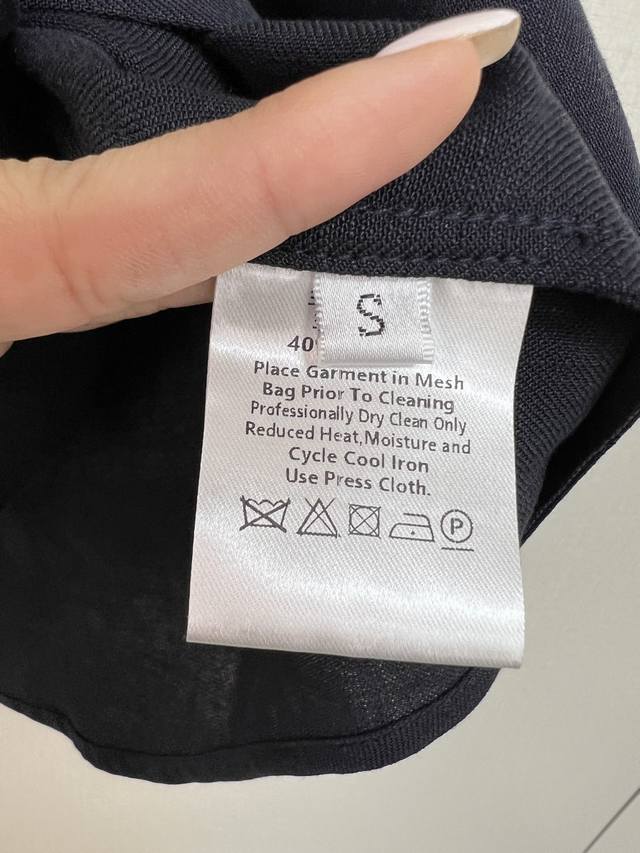 S
40
Place Garment in Mesh
Bag Prior To Cleaning
Professionally Dry Clean Only
Reduced Heat,Moisture and
Cycle Cool Iron
Use Press Cloth.
P